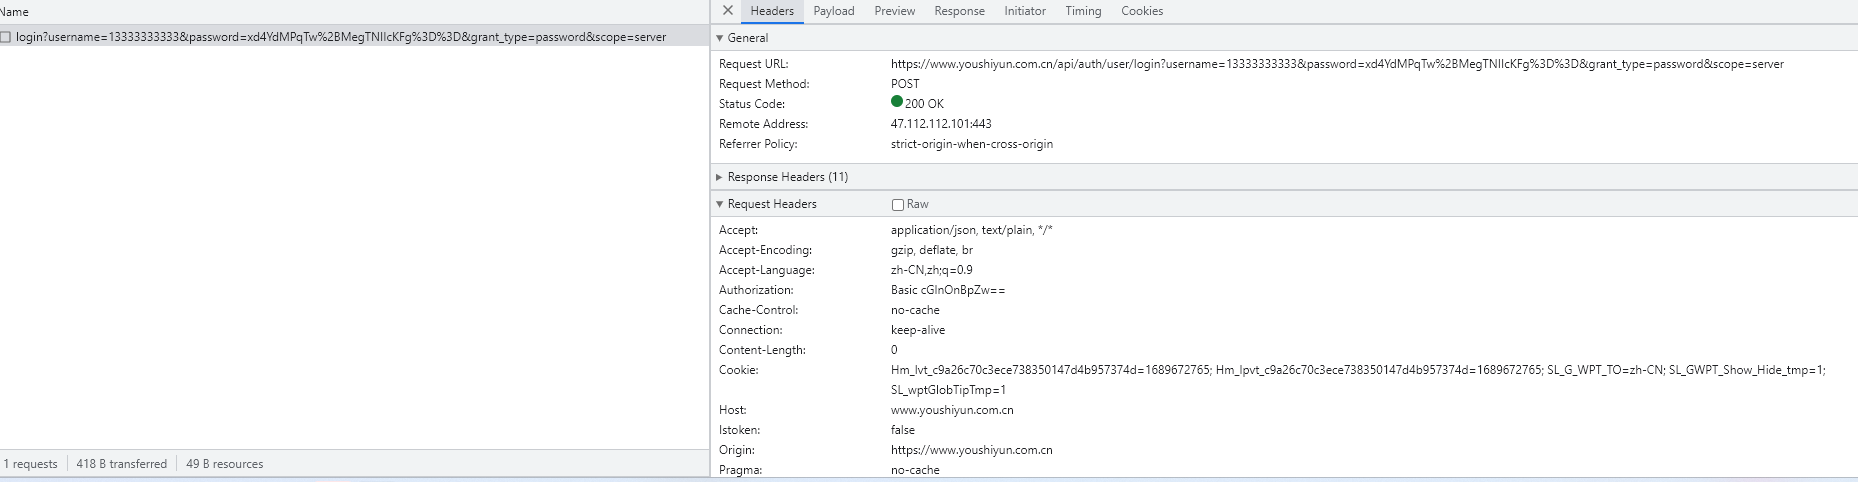 Name
login?username=13333333333&password=xd4YdMPqTw%2BMegTNIIcKFg%3D%3D&grant_type=password&scope=server
1 requests
418 B transferred
49 B resources
Headers
Payload
Preview
Response
Initiator
Timing
Cookies
General
Request URL: https://www.youshiyun.com.cn/api/auth/user/login?username=13333333333&password=xd4YdMPqTw%2BMegTNIIcKFg%3D%3D&grant_type=password&scope=server
Request Method: POST
Status Code: 200 OK
Remote Address: 47.112.112.101:443
Referrer Policy: strict-origin-when-cross-origin
Response Headers (11)
Request Headers Raw
Accept: application/json, text/plain, */*
Accept-Encoding: gzip, deflate, br
Accept-Language: zh-CN,zh;q=0.9
Authorization: Basic cGlnOnBpZw==
Cache-Control: no-cache
Connection: keep-alive
Content-Length: 0
Cookie: Hm_lvt_c9a26c70c3ece738350147d4b957374d=1689672765; Hm_lpvt_c9a26c70c3ece738350147d4b957374d=1689672765; SL_G_WPT_TO=zh-CN; SL_GWPT_Show_Hide_tmp=1;
SL_wptGlobTipTmp=1
Host: www.youshiyun.com.cn
Istoken: false
Origin: https://www.youshiyun.com.cn
Pragma: no-cache